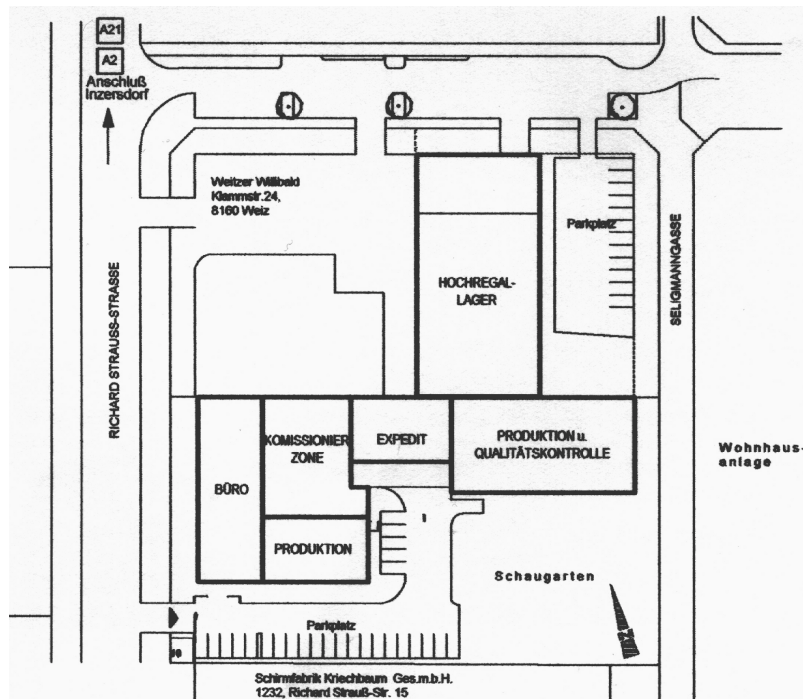 A21
A2
Anschluß
Inzersdorf
Weitzer Willibald
Klammstr.24,
8160 Weiz
Parkplatz
HOCHREGAL-
LAGER
SELIGMANNGASSE
RICHARD STRAUSS-STRASSE
KOMISSIONIER
ZONE
EXPEDIT
PRODUKTION u.
QUALITÄTSKONTROLLE
Wohnhaus-
anlage
BÜRO
PRODUKTION
Schaugarten
Parkplatz
Schirmfabrik Kriechbaum Ges.m.b.H.
1232, Richard Strauß-Str. 15